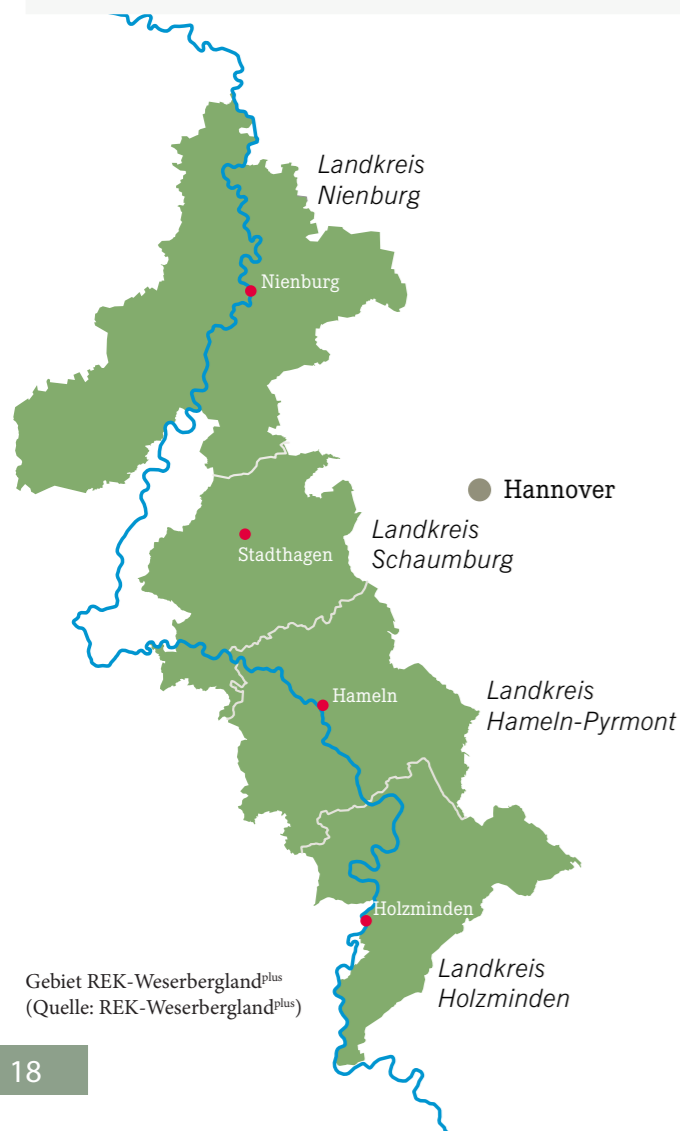 Landkreis
Nienburg
Nienburg
Hannover
Landkreis
Schaumburg
Stadthagen
Hameln
Landkreis
Hameln-Pyrmont
Holzminden
Landkreis
Holzminden
Gebiet REK-Weserberglandplus
(Quelle: REK-Weserberglandplus)
18